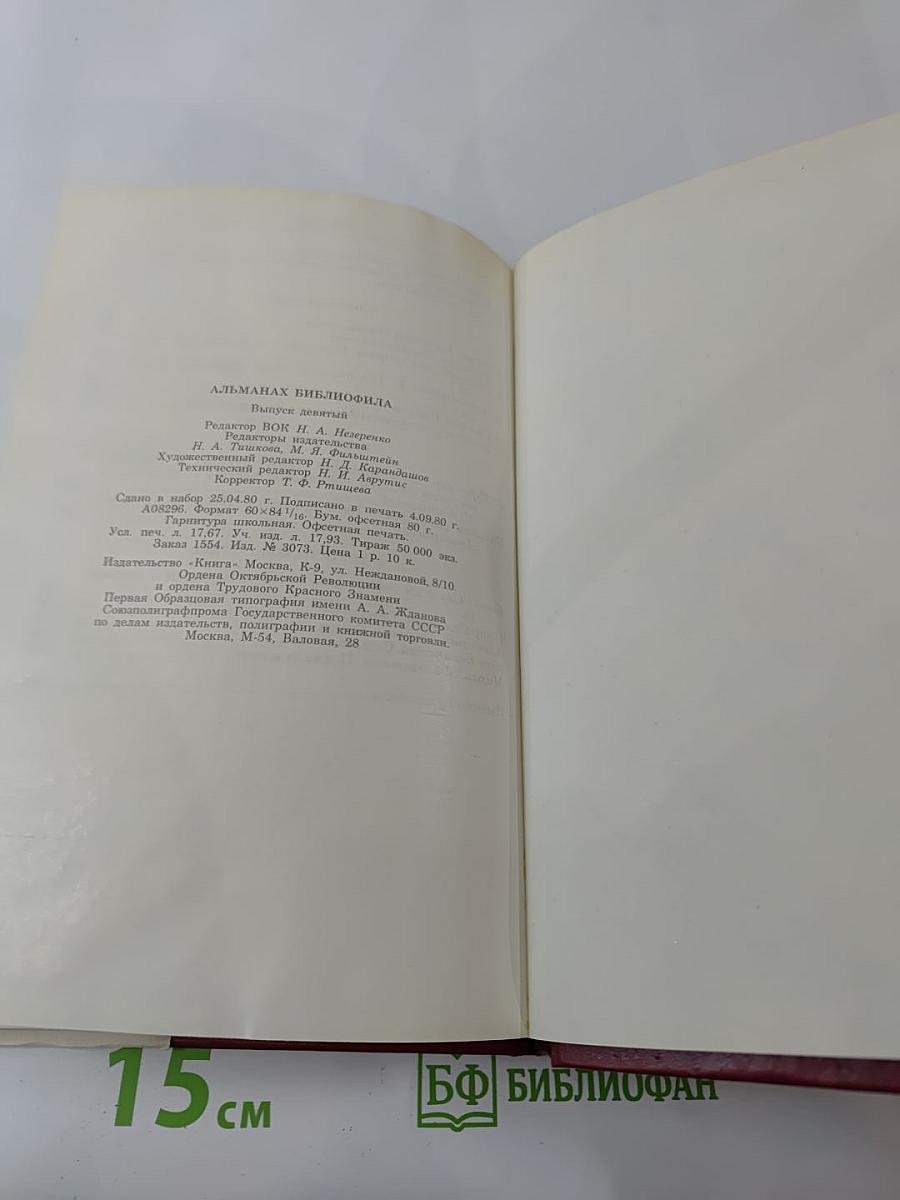 АЛЬМАНАХ БИБЛИОФИЛА
Выпуск девятый
Редактор ВОК Н. А. Незеренко
Редакторы издательства
Н. А. Тишкова, М. Я. Фильштейн
Художественный редактор Н. Д. Карандашов
Технический редактор Н. И. Аврутис
Корректор Т. Ф. Ртищева
Сдано в набор 25.04.80 г. Подписано в печать 4.09.80 г.
А08296. Формат 60×84 1/16. Бум. офсетная 80 г.
Гарнитура школьная. Офсетная печать.
Усл. печ. л. 17,67. Уч. изд. л. 17,93. Тираж 50 000 экз.
Заказ 1554. Изд. № 3073. Цена 1 р. 10 к.
Издательство «Книга» Москва, К-9, ул. Неждановой, 8/10
Ордена Октябрьской Революции
и ордена Трудового Красного Знамени
Первая Образцовая типография имени А. А. Жданова
Союзполиграфпрома Государственного комитета СССР
по делам издательств, полиграфии и книжной торговли.
Москва, М-54, Валовая, 28
15 см
БФ БИБЛИОФАН